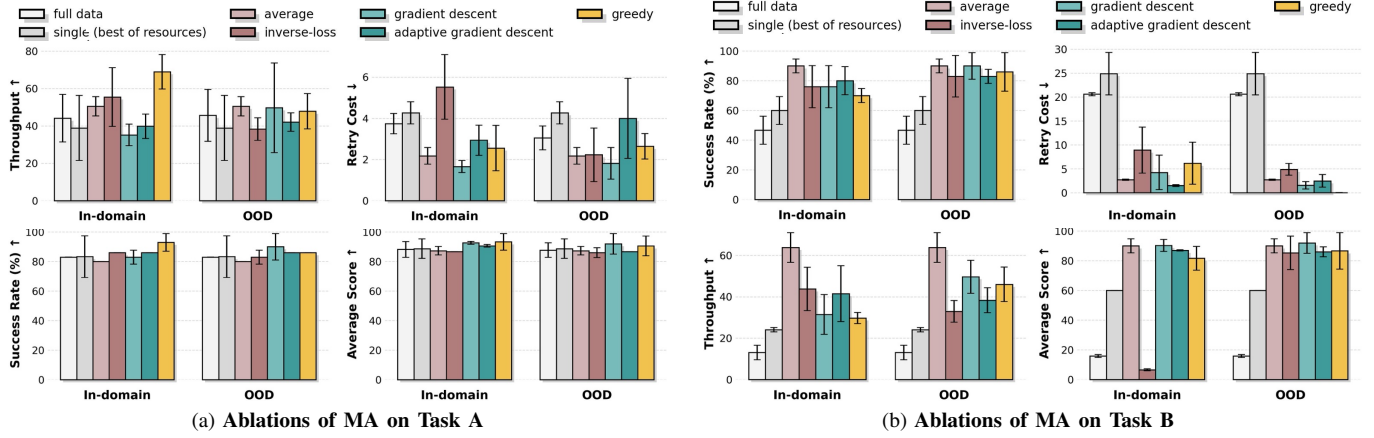 full data average gradient descent greedy
single (best of resources) inverse-loss adaptive gradient descent
Throughput ↑
80
60
40
20
0
In-domain OOD
Retry Cost ↓
6
4
2
0
In-domain OOD
Success Rate (%) ↑
100
80
60
40
20
0
In-domain OOD
Average Score ↑
100
80
60
40
20
0
In-domain OOD
(a) Ablations of MA on Task A
full data average gradient descent greedy
single (best of resources) inverse-loss adaptive gradient descent
Success Rate (%) ↑
100
80
60
40
20
0
In-domain OOD
Retry Cost ↓
30
25
20
15
10
5
0
In-domain OOD
Throughput ↑
60
40
20
0
In-domain OOD
Average Score ↑
100
80
60
40
20
0
In-domain OOD
(b) Ablations of MA on Task B